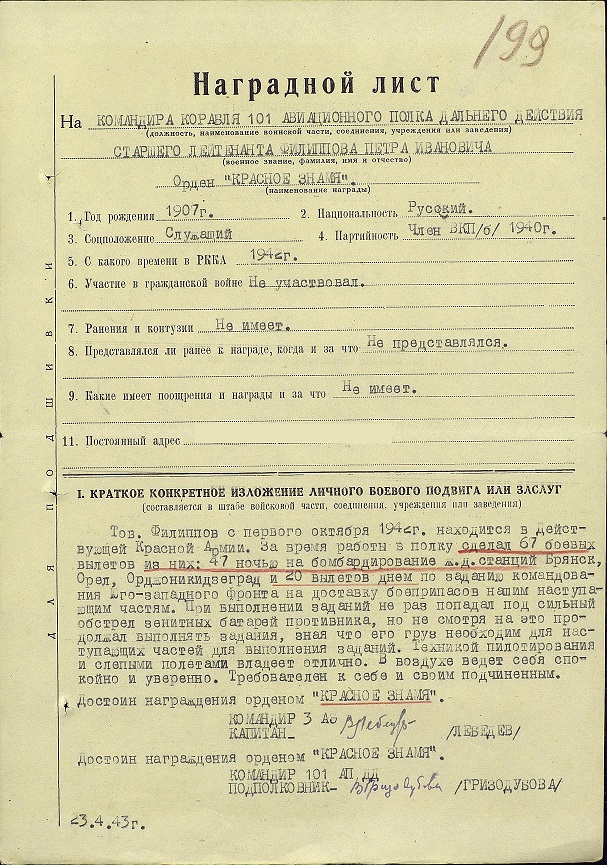 199
Наградной лист
На КОМАНДИРА КОРАБЛЯ 101 АВИАЦИОННОГО ПОЛКА ДАЛЬНЕГО ДЕЙСТВИЯ
(должность, наименование воинской части, соединения, учреждения или заведения)
СТАРШЕГО ЛЕЙТЕНАНТА ФИЛИППОВА ПЕТРА ИВАНОВИЧА
(военное звание, фамилия, имя и отчество)
Орден "КРАСНОЕ ЗНАМЯ".
(наименование награды)
1. Год рождения 1907г. 2. Национальность Русский.
3. Соцположение Служащий 4. Партийность Член ВКП/б/ 1940г.
5. С какого времени в РККА 1942г.
6. Участие в гражданской войне Не участвовал.
7. Ранения и контузии Не имеет.
8. Представлялся ли ранее к награде, когда и за что Не представлялся.
9. Какие имеет поощрения и награды и за что Не имеет.
11. Постоянный адрес
ДЛЯ ПОДШИВКИ
I. КРАТКОЕ КОНКРЕТНОЕ ИЗЛОЖЕНИЕ ЛИЧНОГО БОЕВОГО ПОДВИГА ИЛИ ЗАСЛУГ
(составляется в штабе войсковой части, соединения, учреждения или заведения)
Тов. Филиппов с первого октября 1942г. находится в Дейст-
вующей Красной Армии. За время работы в полку сделал 67 боевых
вылетов из них: 47 ночью на бомбардирование ж.д.станций Брянск,
Орел, Орджоникидзеград и 20 вылетов днем по заданию командова-
ния Юго-западного Фронта на доставку боеприпасов нашим наступа-
ющим частям. При выполнении заданий не раз попадал под сильный
обстрел зенитных батарей противника, но не смотря на это про-
должал выполнять задания, зная что его груз необходим для нас-
тупающих частей для выполнения заданий. Техникой пилотирования
и слепыми полетами владеет отлично. В воздухе ведет себя спо-
койно и уверенно. Требователен к себе и своим подчиненным.
Достоин награждения орденом "КРАСНОЕ ЗНАМЯ".
КОМАНДИР 3 АЭ
КАПИТАН- ВЛебедев /ЛЕБЕДЕВ/
Достоин награждения орденом "КРАСНОЕ ЗНАМЯ".
КОМАНДИР 101 АП ДД
ПОДПОЛКОВНИК- ВГризодубова /ГРИЗОДУБОВА/
23.4.43г.